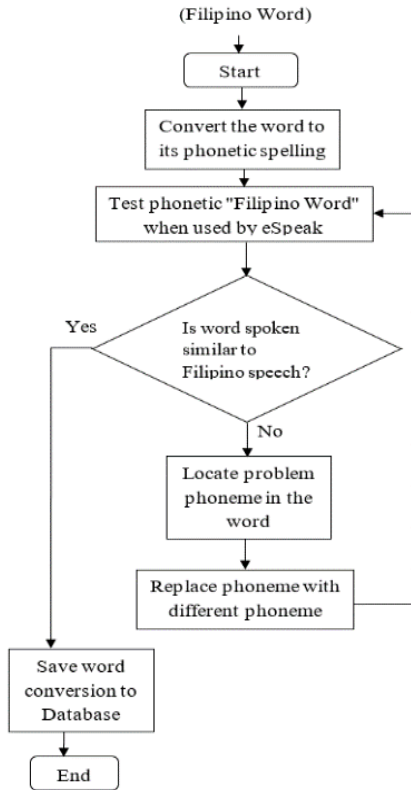 (Filipino Word)
Start
Convert the word to
its phonetic spelling
Test phonetic "Filipino Word"
when used by eSpeak
Yes
Is word spoken
similar to
Filipino speech?
No
Locate problem
phoneme in the
word
Replace phoneme with
different phoneme
Save word
conversion to
Database
End